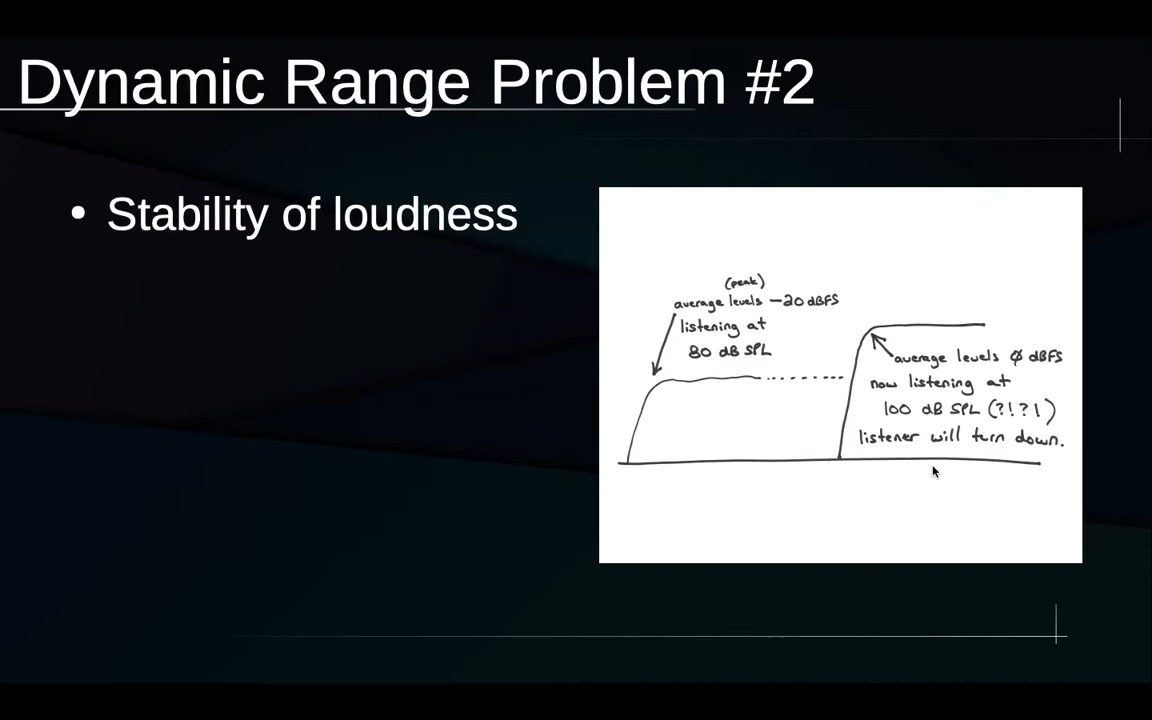 Dynamic Range Problem #2
• Stability of loudness
(peak)
average levels -20 dBFS
listening at
80 dB SPL
average levels 0 dBFS
now listening at
100 dB SPL (?!?!)
listener will turn down.